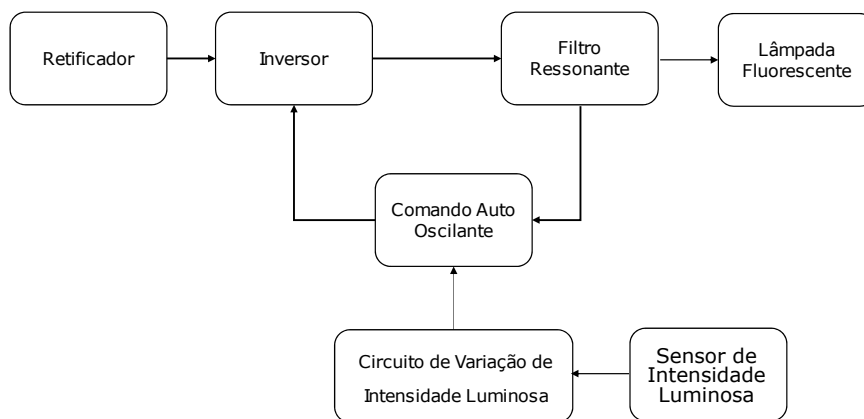 Retificador
Inversor
Filtro
Ressonante
Lâmpada
Fluorescente
Comando Auto
Oscilante
Circuito de Variação de
Intensidade Luminosa
Sensor de
Intensidade
Luminosa